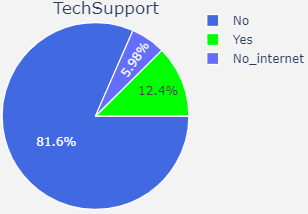 TechSupport
No
Yes
No_internet
5.98%
12.4%
81.6%